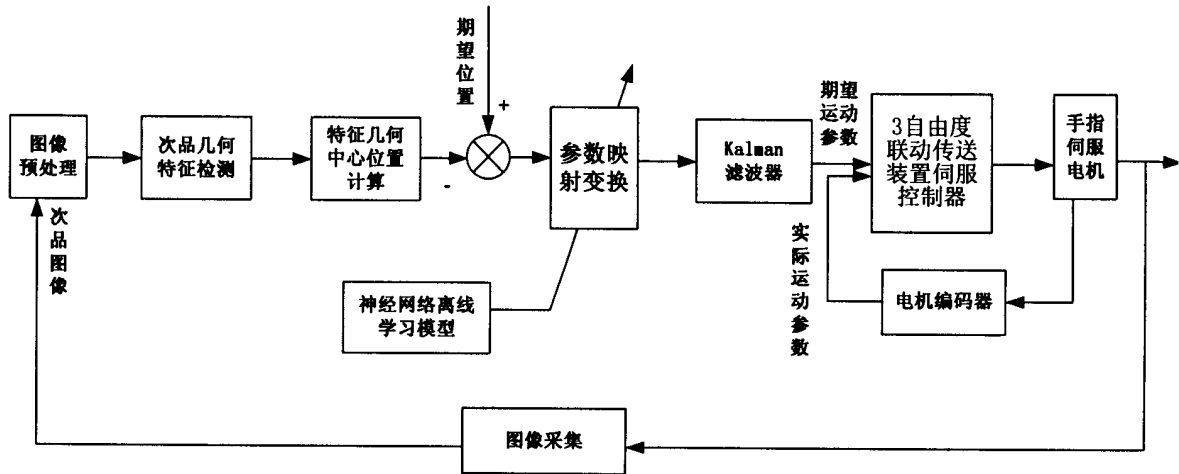 期望位置
+
-
图像
预处理
次品几何
特征检测
特征几何
中心位置
计算
参数映
射变换
Kalman
滤波器
期望
运动
参数
3自由度
联动传送
装置伺服
控制器
手指
伺服
电机
次品图像
神经网络离线
学习模型
实际运动参数
电机编码器
图像采集